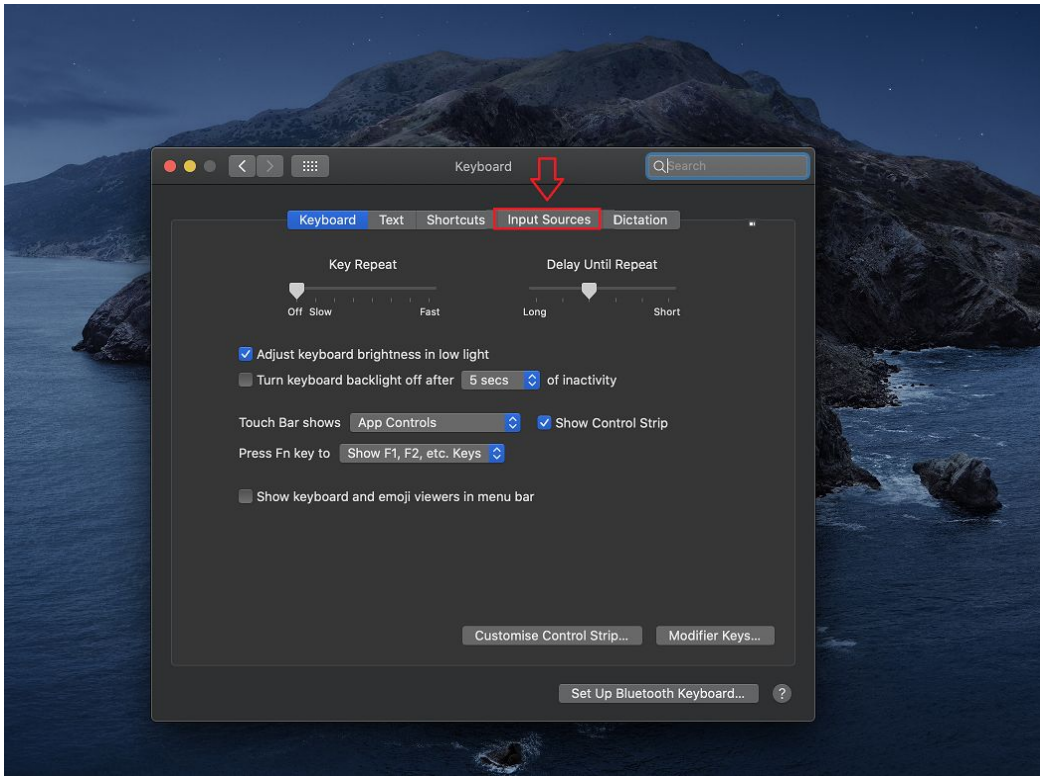 Keyboard
Search
Keyboard Text Shortcuts Input Sources Dictation
Key Repeat Delay Until Repeat
Off Slow Fast Long Short
Adjust keyboard brightness in low light
Turn keyboard backlight off after 5 secs of inactivity
Touch Bar shows App Controls Show Control Strip
Press Fn key to Show F1, F2, etc. Keys
Show keyboard and emoji viewers in menu bar
Customise Control Strip... Modifier Keys...
Set Up Bluetooth Keyboard... ?